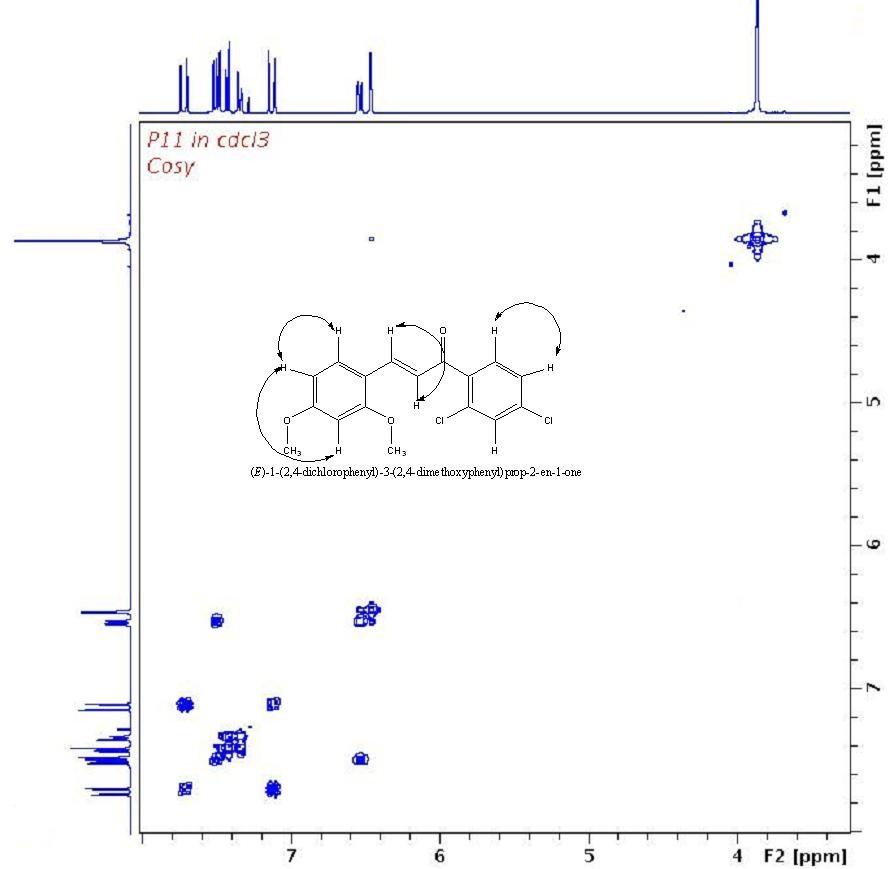 P11 in cdcl3
Cosy
F1 [ppm]
4
5
6
7
H H O H
H H
H
O O Cl Cl
CH3 H CH3 H
(E)-1-(2,4-dichlorophenyl)-3-(2,4-dimethoxyphenyl)prop-2-en-1-one
7 6 5 4 F2 [ppm]